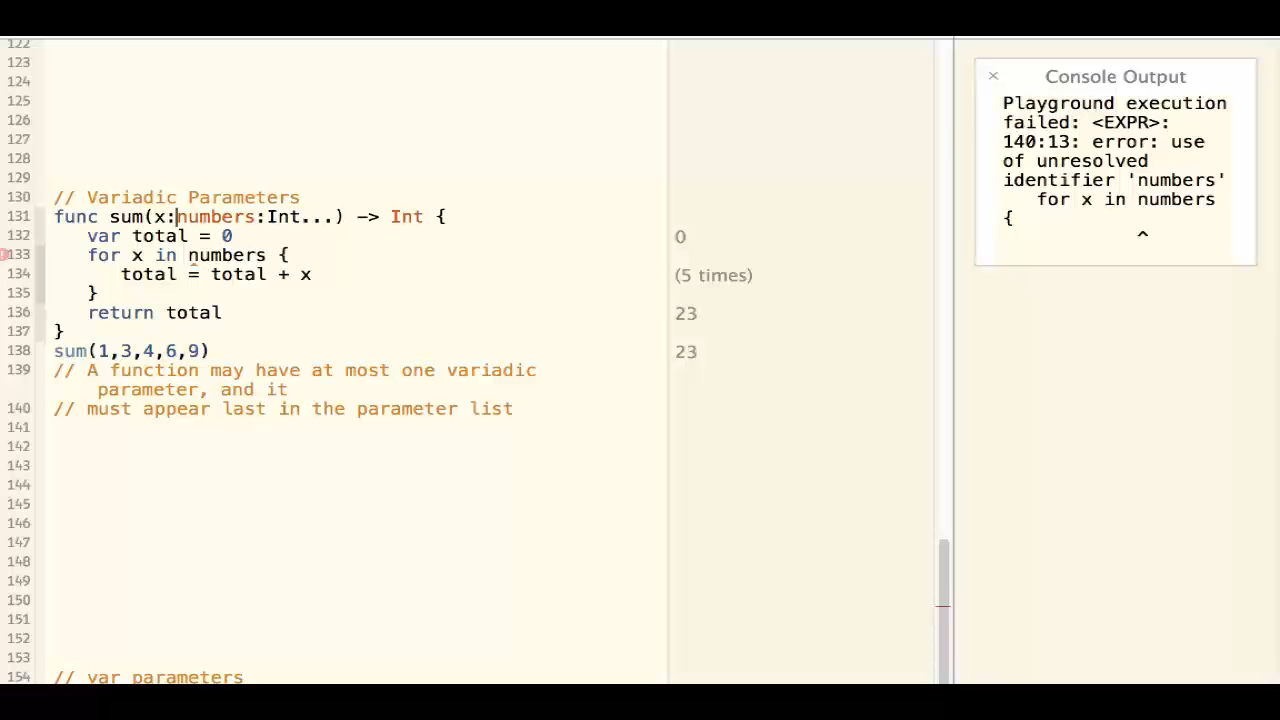 122
123
124
125
126
127
128
129
130 // Variadic Parameters
131 func sum(x:numbers:Int...) -> Int {
132 var total = 0
0
133 for x in numbers {
134 total = total + x
(5 times)
135 }
136 return total
23
137 }
138 sum(1,3,4,6,9)
23
139 // A function may have at most one variadic
parameter, and it
140 // must appear last in the parameter list
141
142
143
144
145
146
147
148
149
150
151
152
153
154 // var parameters
× Console Output
Playground execution
failed: <EXPR>:
140:13: error: use
of unresolved
identifier 'numbers'
for x in numbers
{
^